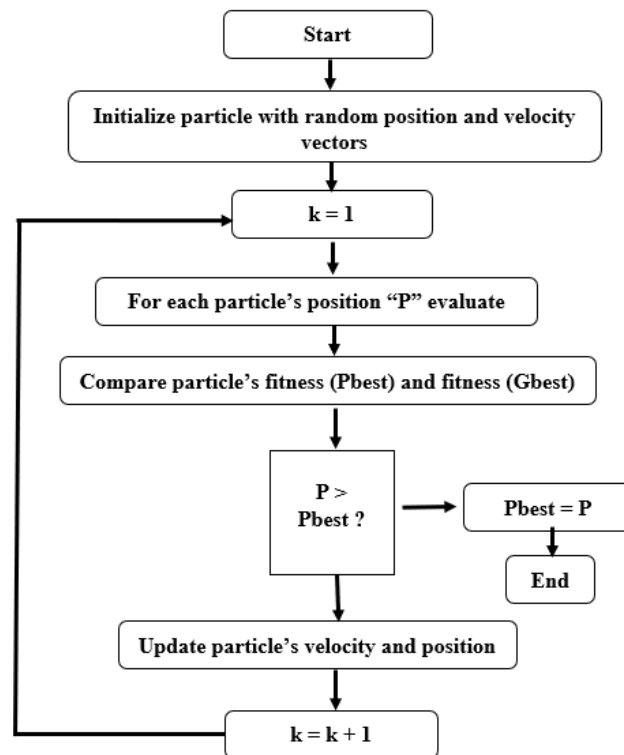 Start
Initialize particle with random position and velocity
vectors
k = 1
For each particle’s position “P” evaluate
Compare particle’s fitness (Pbest) and fitness (Gbest)
P >
Pbest ?
Pbest = P
End
Update particle’s velocity and position
k = k + 1